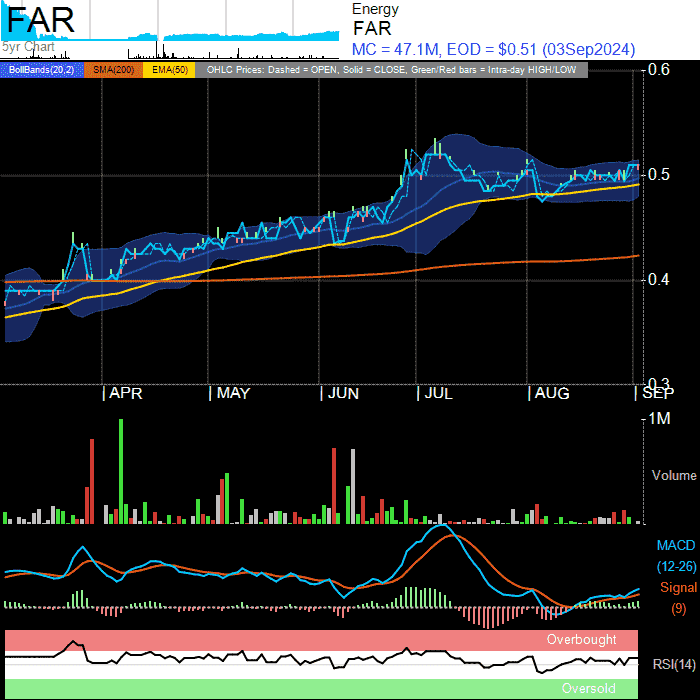 FAR
5yr Chart
Energy
FAR
MC = 47.1M, EOD = $0.51 (03Sep2024)
BollBands(20,2) SMA(200) EMA(50) OHLC Prices: Dashed = OPEN, Solid = CLOSE, Green/Red bars = Intra-day HIGH/LOW
0.6
0.5
0.4
0.3
| APR | MAY | JUN | JUL | AUG | SEP
1M
Volume
MACD
(12-26)
Signal
(9)
Overbought
RSI(14)
Oversold